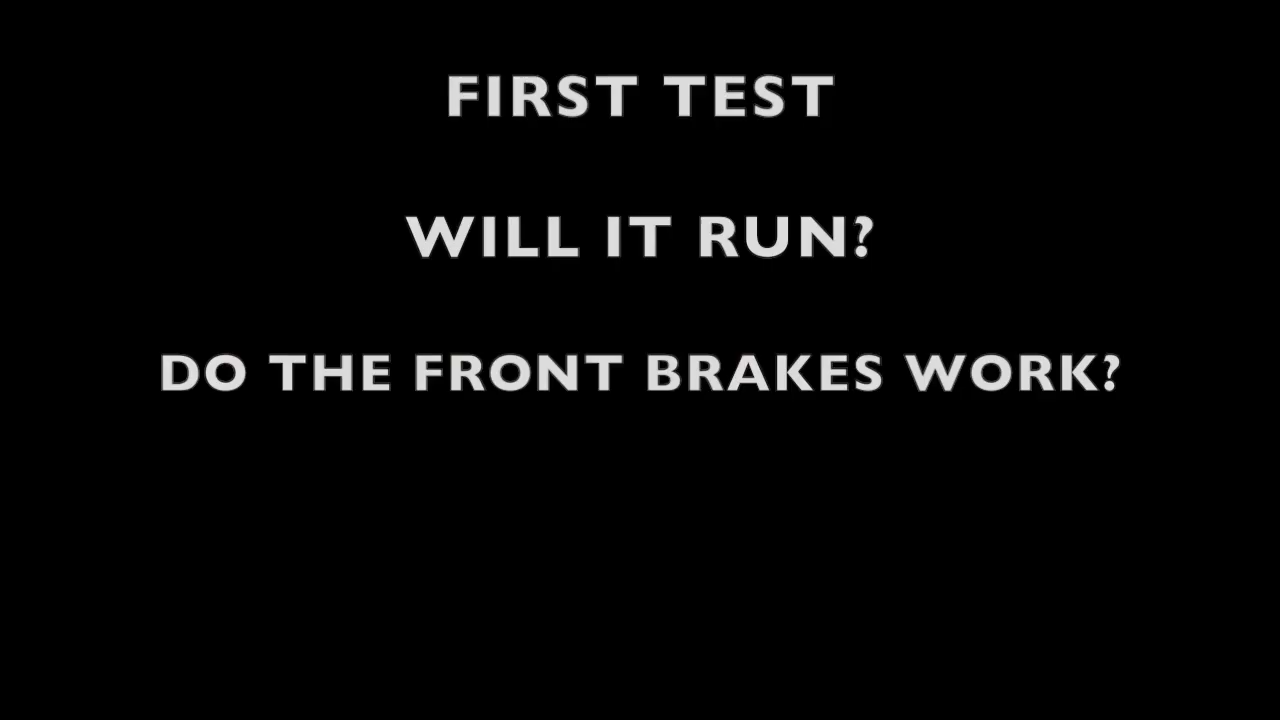 FIRST TEST
WILL IT RUN?
DO THE FRONT BRAKES WORK?